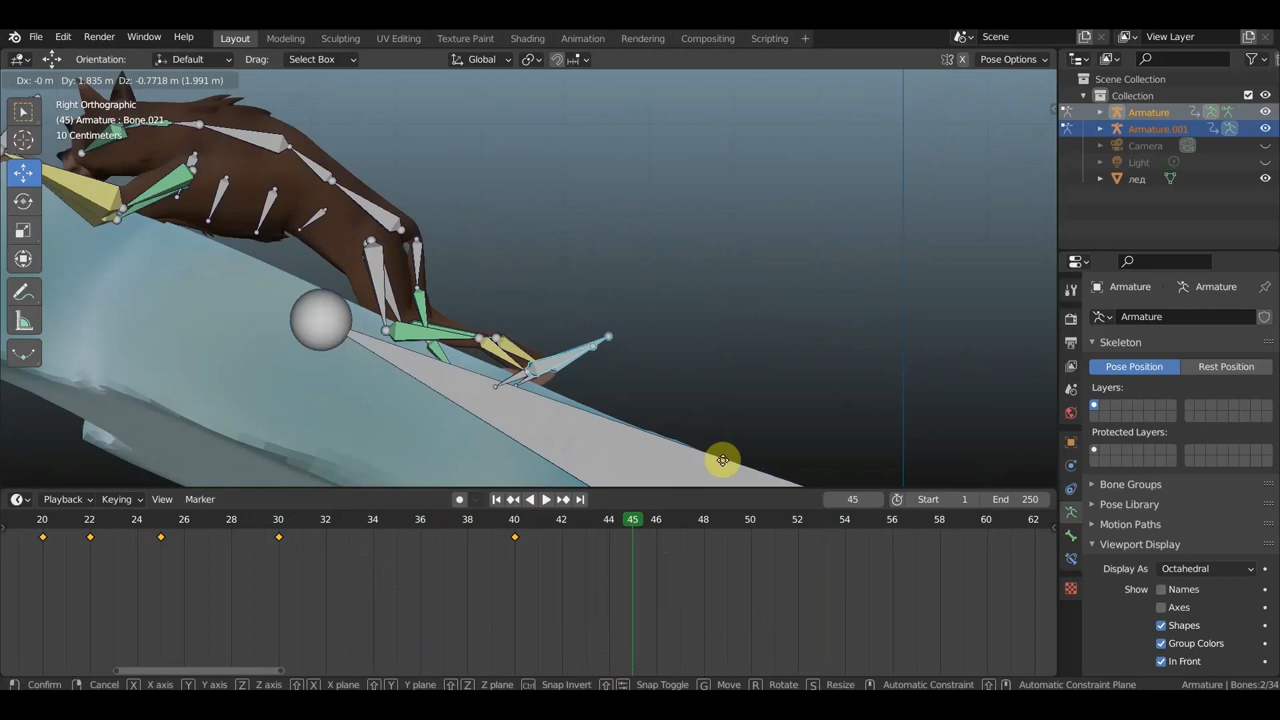 File Edit Render Window Help Layout Modeling Sculpting UV Editing Texture Paint Shading Animation Rendering Compositing Scripting + Scene View Layer
Orientation: Default Drag: Select Box Global X Pose Options
Dx: -0 m Dy: 1.835 m Dz: -0.7718 m (1.991 m)
Right Orthographic
(45) Armature : Bone.021
10 Centimeters
Scene Collection
Collection
Armature
Armature.001
Camera
Light
лед
Armature Armature
Armature
Skeleton
Pose Position Rest Position
Layers:
Protected Layers:
Bone Groups
Pose Library
Motion Paths
Viewport Display
Display As Octahedral
Show Names
Axes
Shapes
Group Colors
In Front
Playback Keying View Marker 45 Start 1 End 250
20 22 24 26 28 30 32 34 36 38 40 42 44 45 46 48 50 52 54 56 58 60 62
Confirm Cancel X X axis Y Y axis Z Z axis X X plane Y Y plane Z Z plane Ctrl Snap Invert Snap Toggle G Move R Rotate S Resize Automatic Constraint Automatic Constraint Plane Armature | Bones:2/34